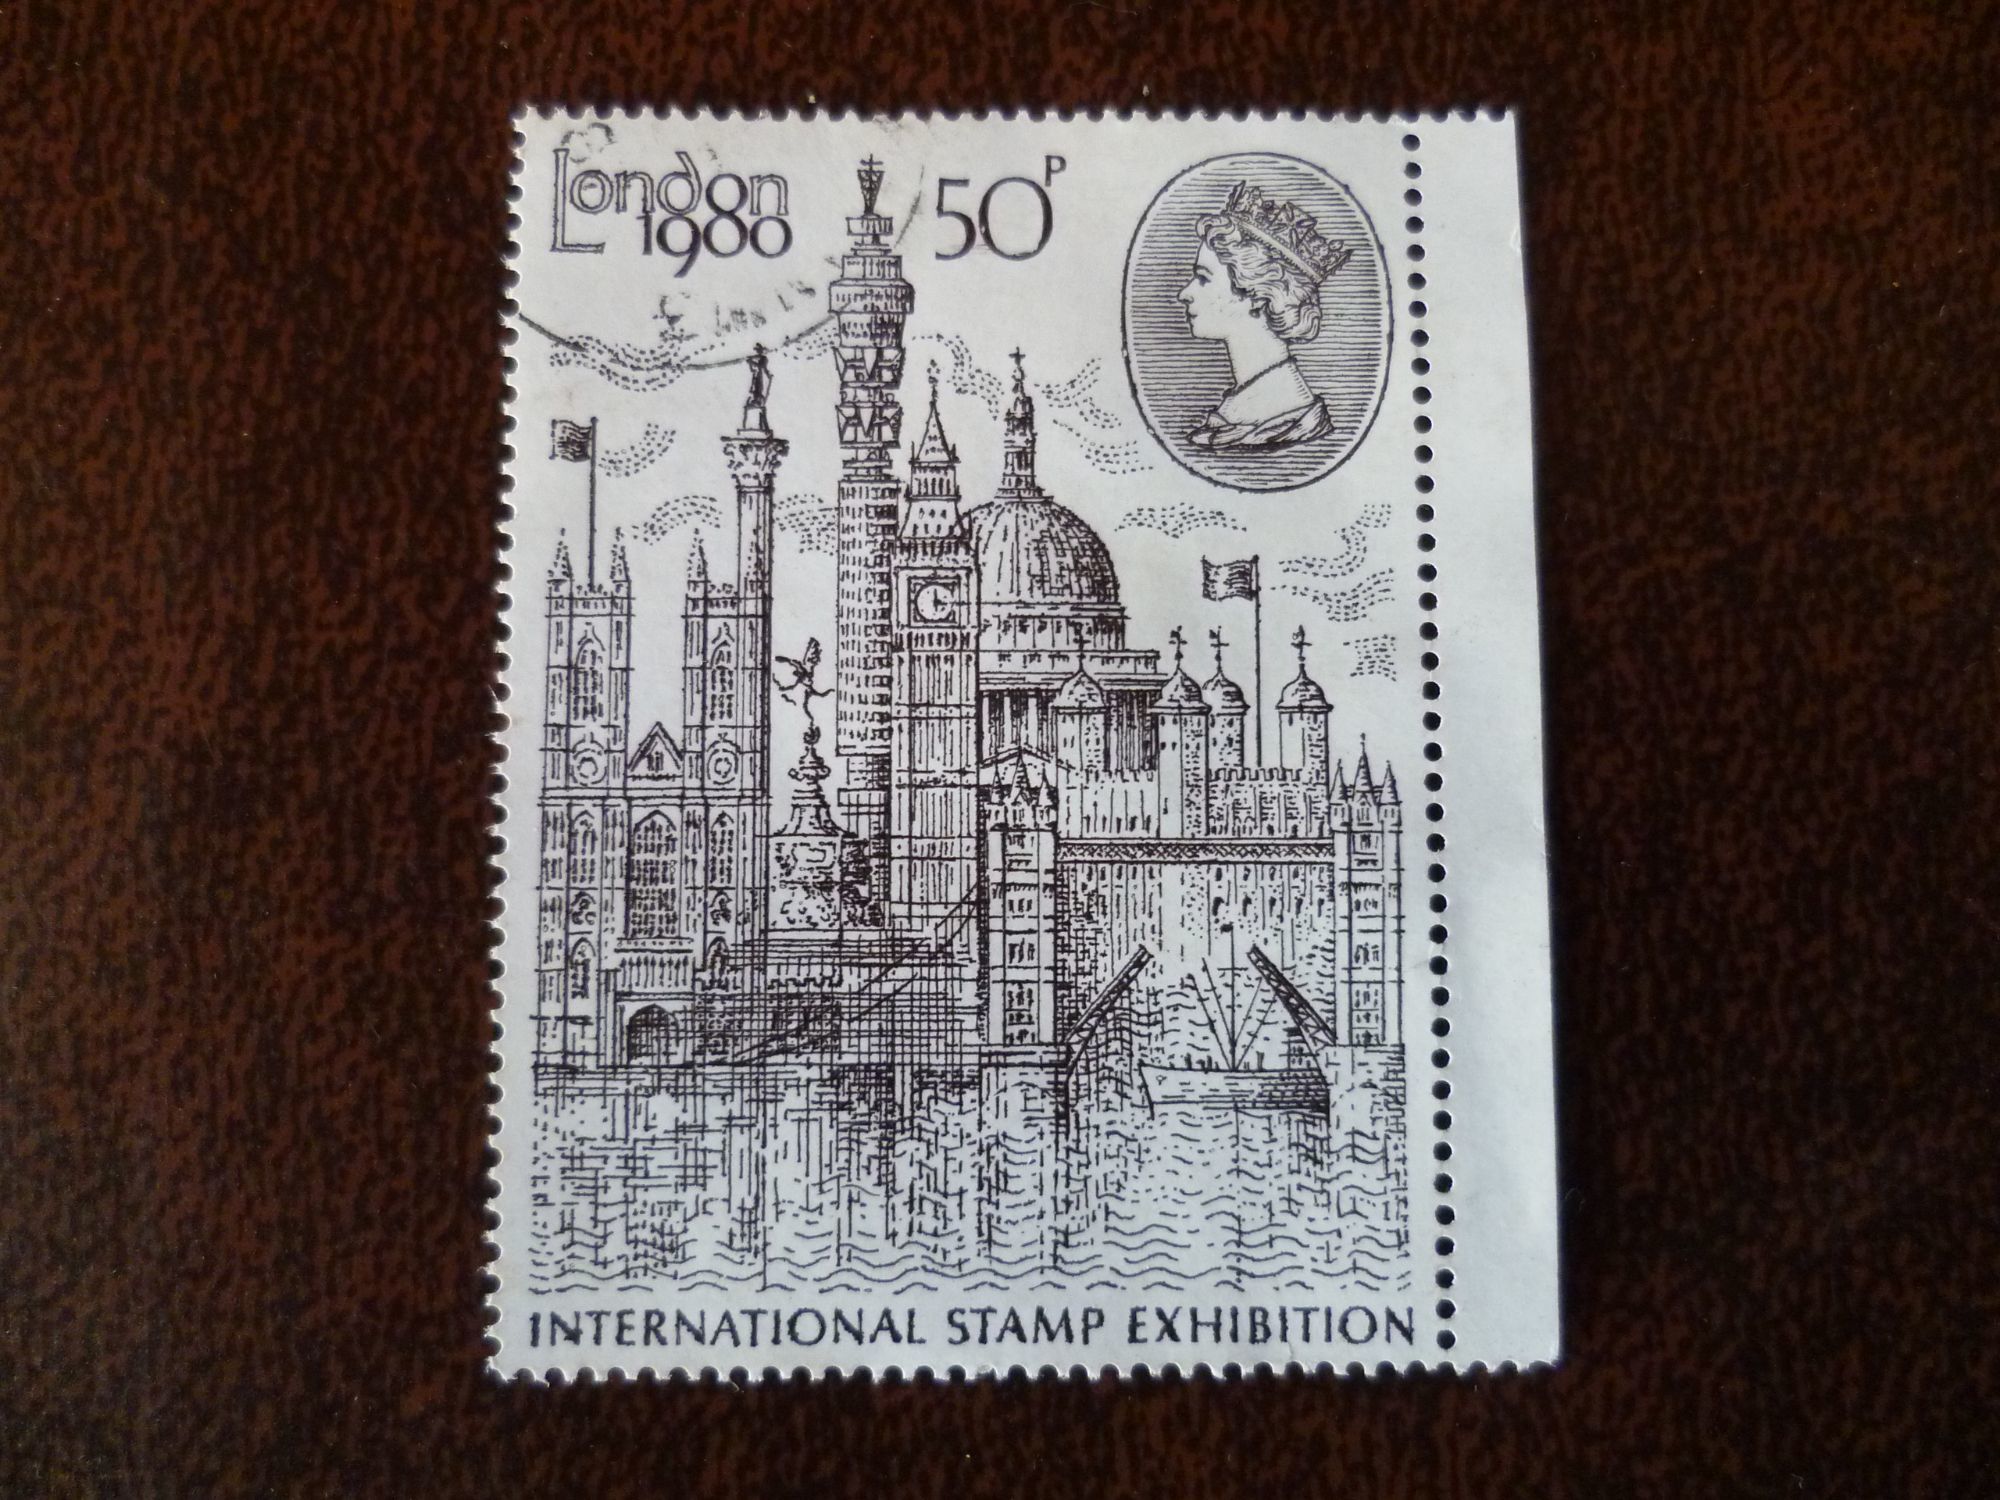 London
1980
50P
INTERNATIONAL STAMP EXHIBITION